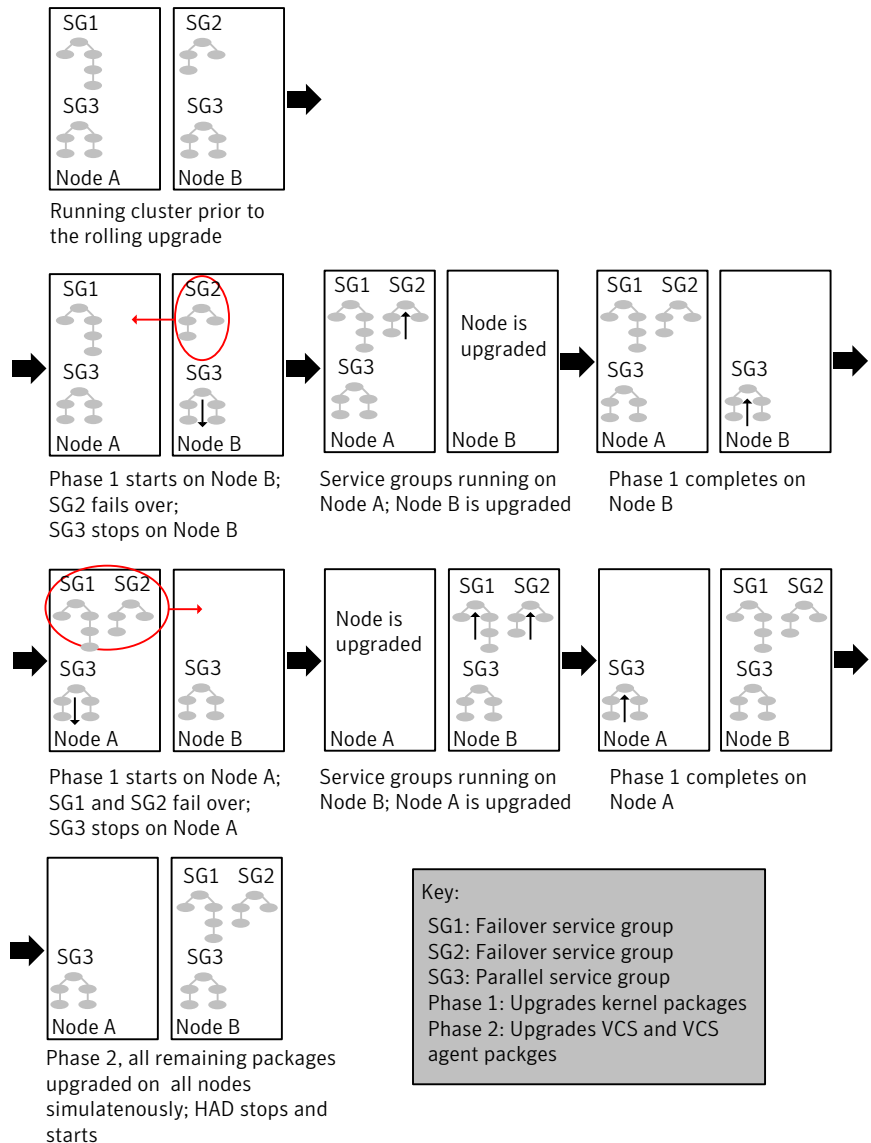 SG1
SG2
SG3
SG3
Node A
Node B
Running cluster prior to
the rolling upgrade
SG1
SG2
SG3
SG3
Node A
Node B
Phase 1 starts on Node B;
SG2 fails over;
SG3 stops on Node B
SG1 SG2
Node is
upgraded
SG3
Node A
Node B
Service groups running on
Node A; Node B is upgraded
SG1 SG2
SG3
SG3
Node A
Node B
Phase 1 completes on
Node B
SG1 SG2
SG3
SG3
Node A
Node B
Phase 1 starts on Node A;
SG1 and SG2 fail over;
SG3 stops on Node A
Node is
upgraded
SG1 SG2
SG3
Node A
Node B
Service groups running on
Node B; Node A is upgraded
SG1 SG2
SG3
SG3
Node A
Node B
Phase 1 completes on
Node A
SG1 SG2
SG3
SG3
Node A
Node B
Phase 2, all remaining packages
upgraded on all nodes
simulatenously; HAD stops and
starts
Key:
SG1: Failover service group
SG2: Failover service group
SG3: Parallel service group
Phase 1: Upgrades kernel packages
Phase 2: Upgrades VCS and VCS
agent packges